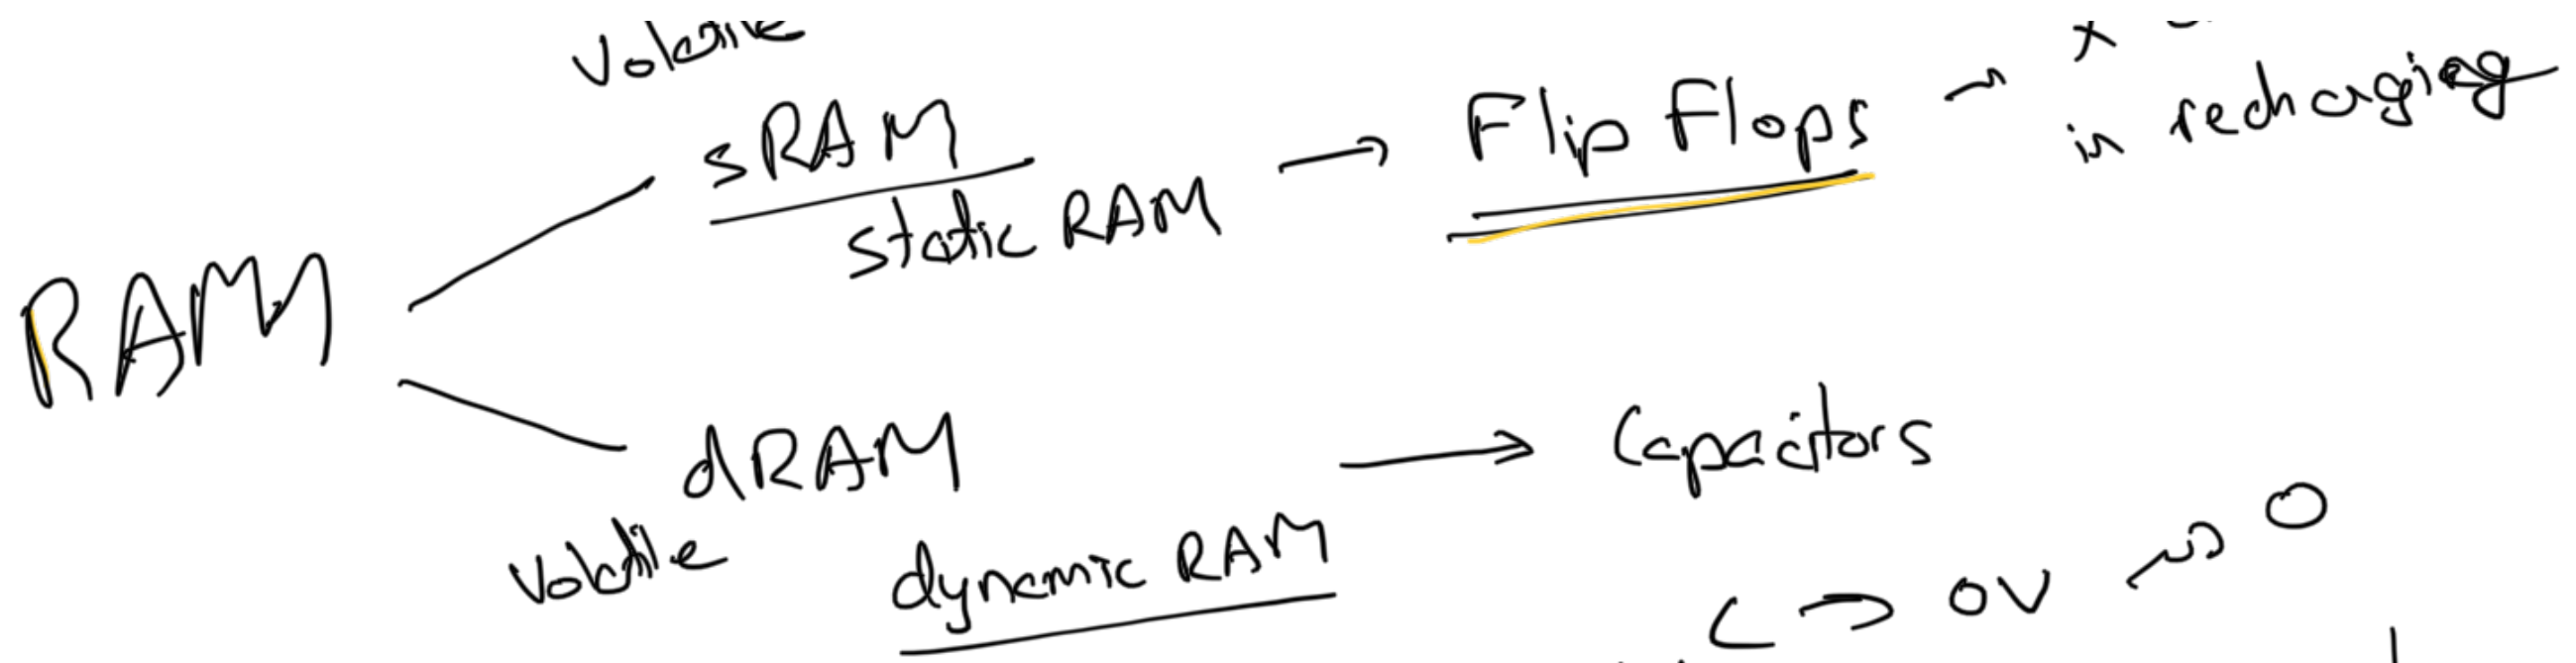 Volatile
sRAM → Flip Flops → x
static RAM
in recharging
RAM
dRAM → Capacitors
Volatile
dynamic RAM
C → 0V → 0